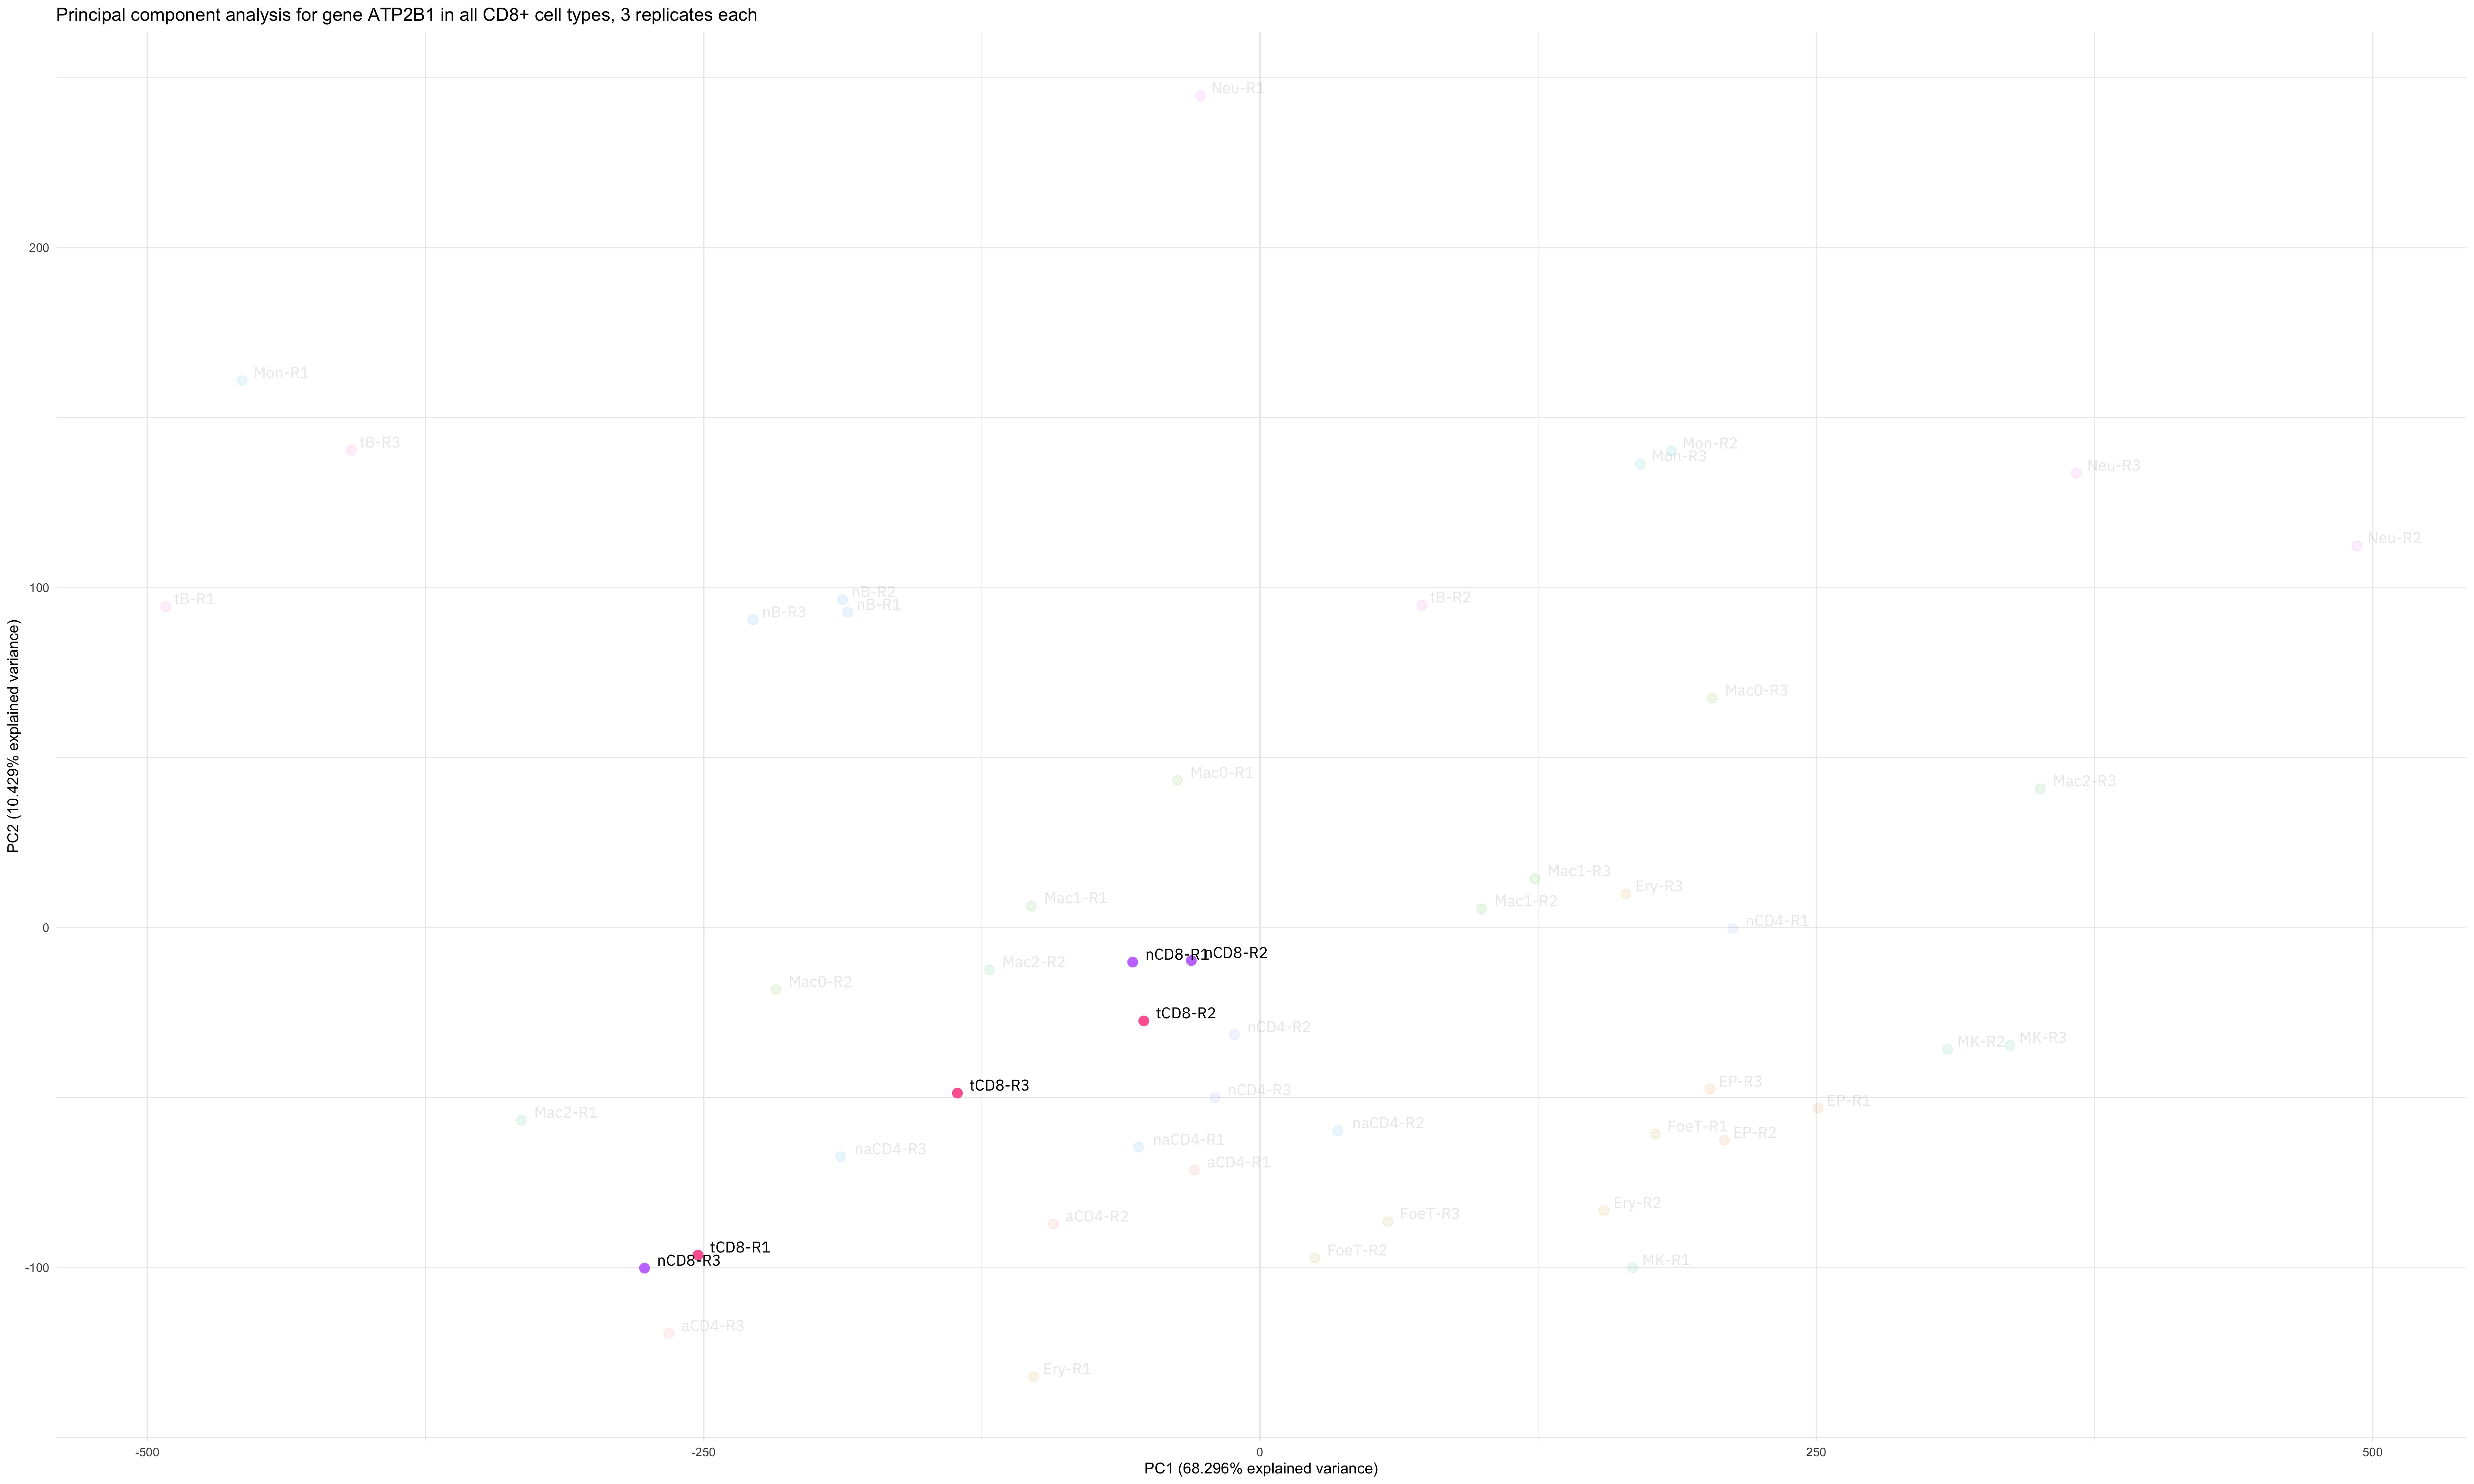 Principal component analysis for gene ATP2B1 in all CD8+ cell types, 3 replicates each
Neu-R1
200
Mon-R1
tB-R3
Mon-R2
Mon-R3
Neu-R3
Neu-R2
100
tB-R1
nB-R2
nB-R1
nB-R3
tB-R2
Mac0-R3
Mac0-R1
Mac2-R3
Mac1-R3
Ery-R3
Mac1-R1
Mac1-R2
nCD4-R1
0
nCD8-R1
nCD8-R2
Mac2-R2
Mac0-R2
tCD8-R2
nCD4-R2
MK-R2
MK-R3
tCD8-R3
nCD4-R3
EP-R3
EP-R1
Mac2-R1
naCD4-R2
FoeT-R1
EP-R2
naCD4-R3
naCD4-R1
aCD4-R1
Ery-R2
aCD4-R2
FoeT-R3
FoeT-R2
tCD8-R1
nCD8-R3
MK-R1
-100
aCD4-R3
Ery-R1
-500
-250
0
250
500
PC1 (68.296% explained variance)
PC2 (10.429% explained variance)